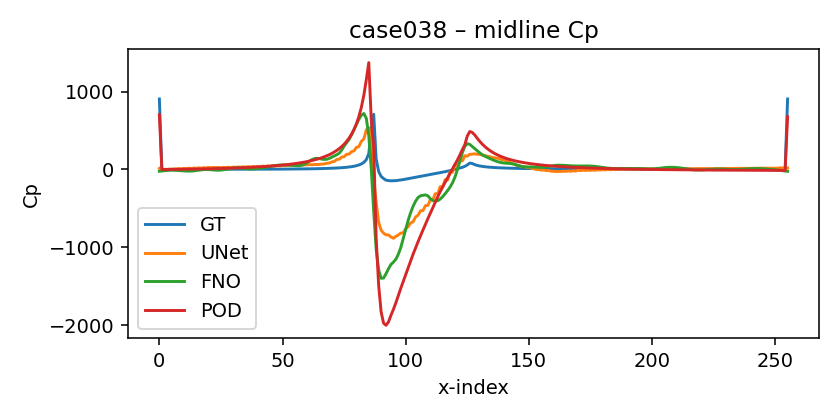 case038 – midline Cp
Cp
1000
0
−1000
−2000
GT
UNet
FNO
POD
0 50 100 150 200 250
x-index